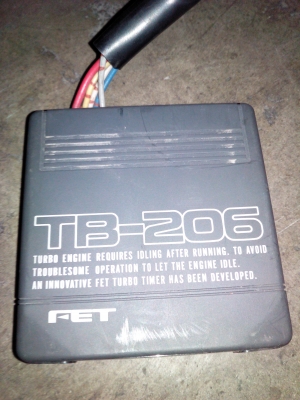 TB-206
TURBO ENGINE REQUIRES IDLING AFTER RUNNING. TO AVOID
TROUBLESOME OPERATION TO LET THE ENGINE IDLE.
AN INNOVATIVE FET TURBO TIMER HAS BEEN DEVELOPED.
FET